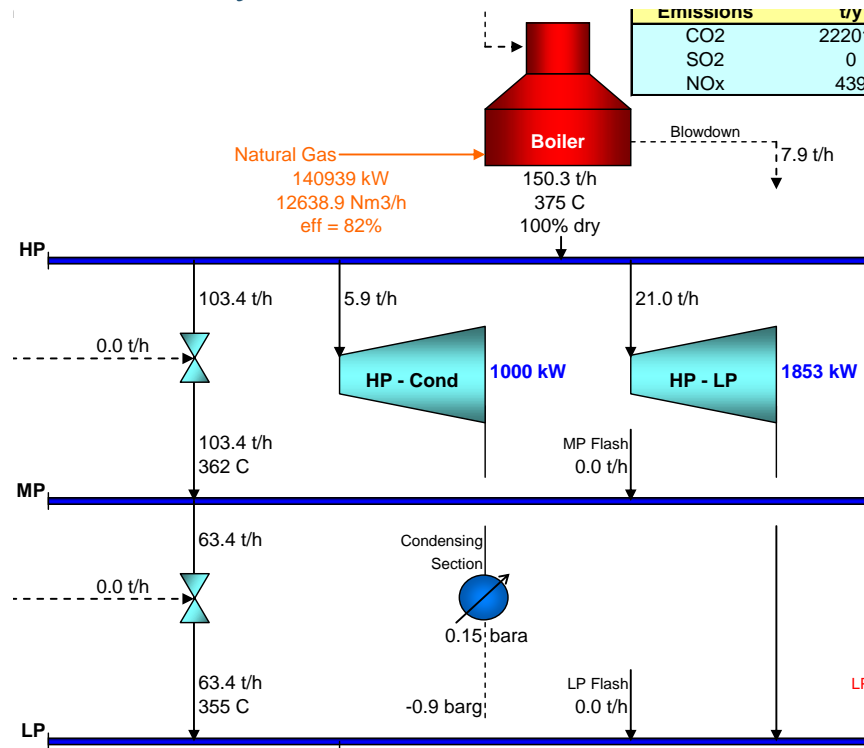 Emissions t/y
CO2 22201
SO2 0
NOx 439
Boiler
Blowdown
7.9 t/h
Natural Gas
140939 kW
12638.9 Nm3/h
eff = 82%
150.3 t/h
375 C
100% dry
HP
103.4 t/h
5.9 t/h
21.0 t/h
0.0 t/h
HP - Cond
1000 kW
HP - LP
1853 kW
103.4 t/h
362 C
MP Flash
0.0 t/h
MP
63.4 t/h
Condensing
Section
0.0 t/h
0.15 bara
63.4 t/h
355 C
-0.9 barg
LP Flash
0.0 t/h
LP